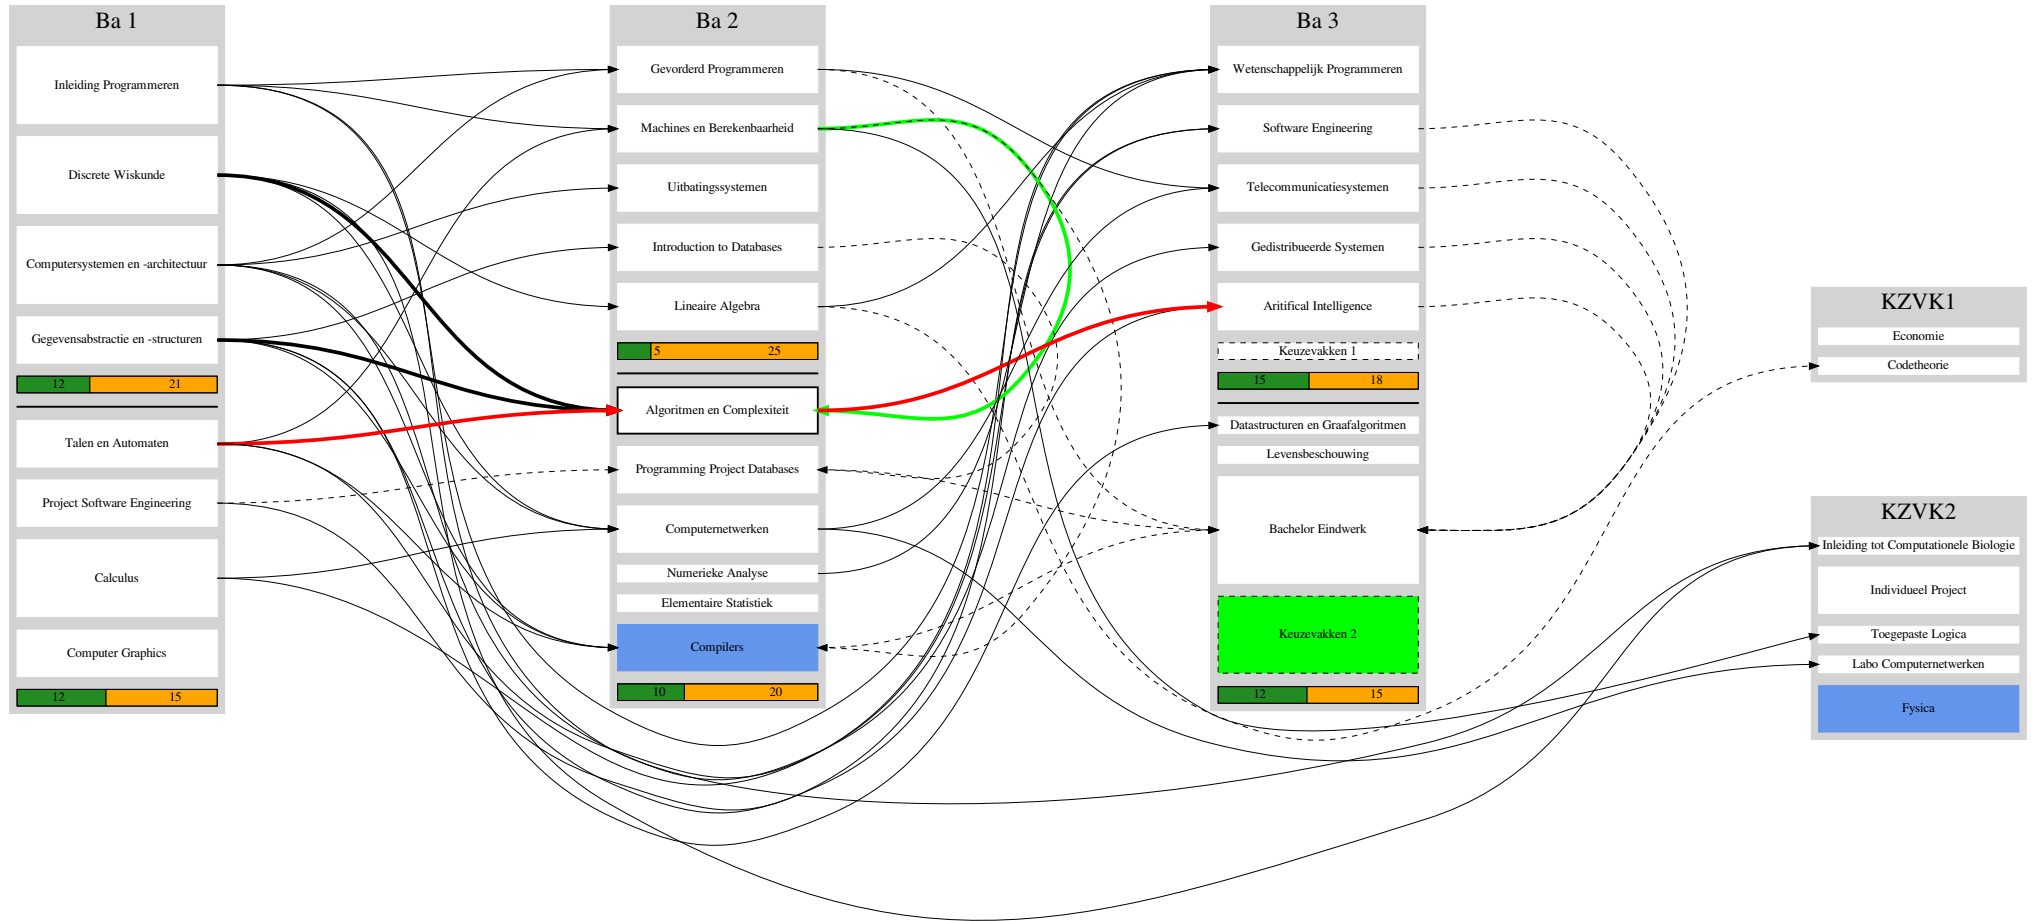 Ba 1
Inleiding Programmeren
Discrete Wiskunde
Computersystemen en -architectuur
Gegevensabstractie en -structuren
12 21
Talen en Automaten
Project Software Engineering
Calculus
Computer Graphics
12 15
Ba 2
Gevorderd Programmeren
Machines en Berekenbaarheid
Uitbatingssystemen
Introduction to Databases
Lineaire Algebra
5 25
Algoritmen en Complexiteit
Programming Project Databases
Computernetwerken
Numerieke Analyse
Elementaire Statistiek
Compilers
10 20
Ba 3
Wetenschappelijk Programmeren
Software Engineering
Telecommunicatiesystemen
Gedistribueerde Systemen
Aritifical Intelligence
Keuzevakken 1
15 18
Datastructuren en Graafalgoritmen
Levensbeschouwing
Bachelor Eindwerk
Keuzevakken 2
12 15
KZVK1
Economie
Codetheorie
KZVK2
Inleiding tot Computationele Biologie
Individueel Project
Toegepaste Logica
Labo Computernetwerken
Fysica